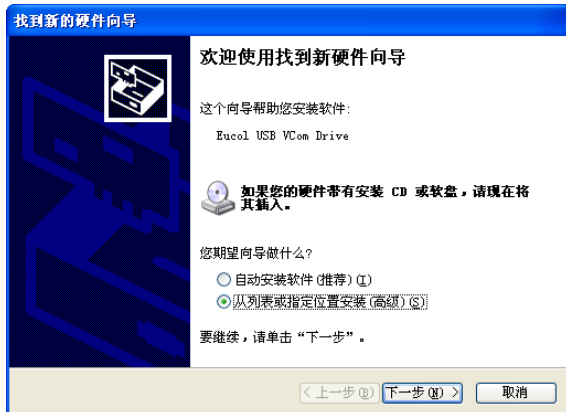 找到新的硬件向导
欢迎使用找到新硬件向导
这个向导帮助您安装软件:
Eucol USB VCom Drive
如果您的硬件带有安装 CD 或软盘，请现在将
其插入。
您期望向导做什么?
自动安装软件(推荐)(I)
从列表或指定位置安装(高级)(S)
要继续，请单击“下一步”。
<上一步(B) 下一步(N)> 取消